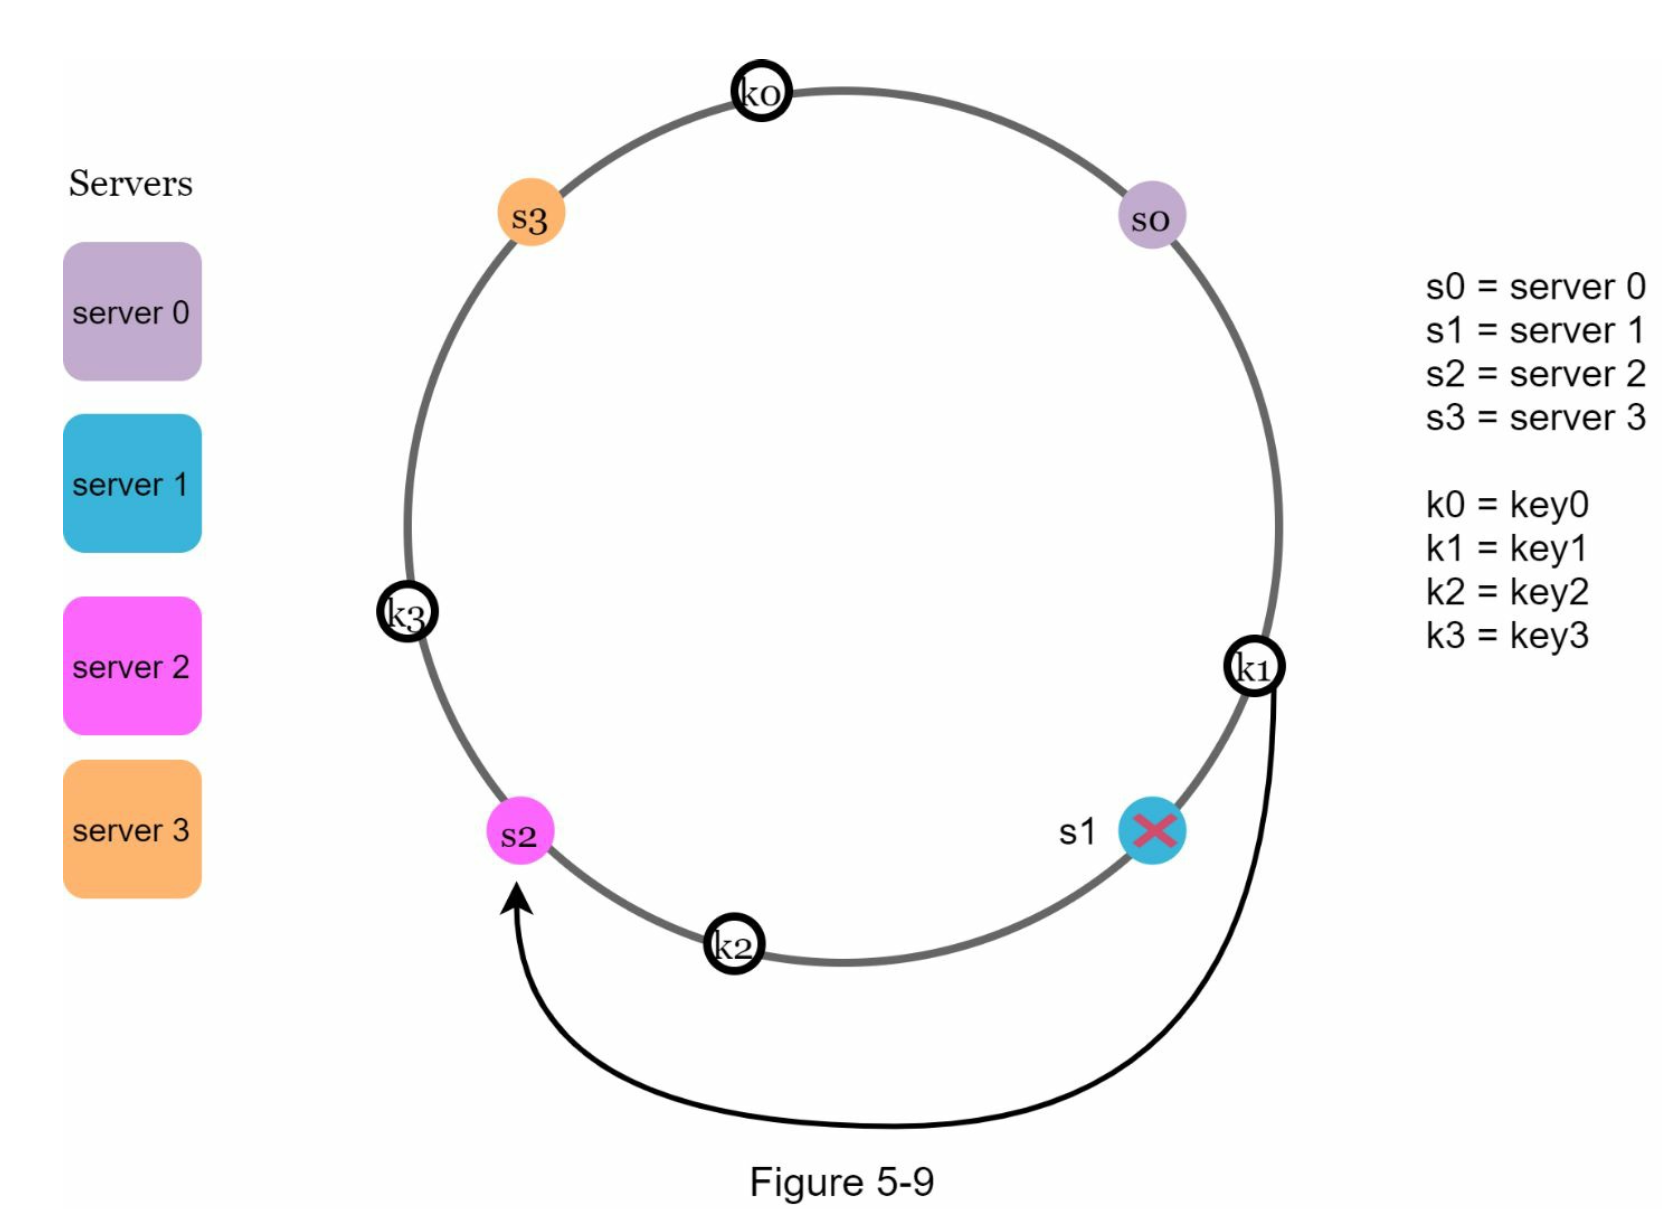 Servers
server 0
server 1
server 2
server 3
k0
s3
s0
k3
k1
s2
s1
k2
s0 = server 0
s1 = server 1
s2 = server 2
s3 = server 3
k0 = key0
k1 = key1
k2 = key2
k3 = key3
Figure 5-9